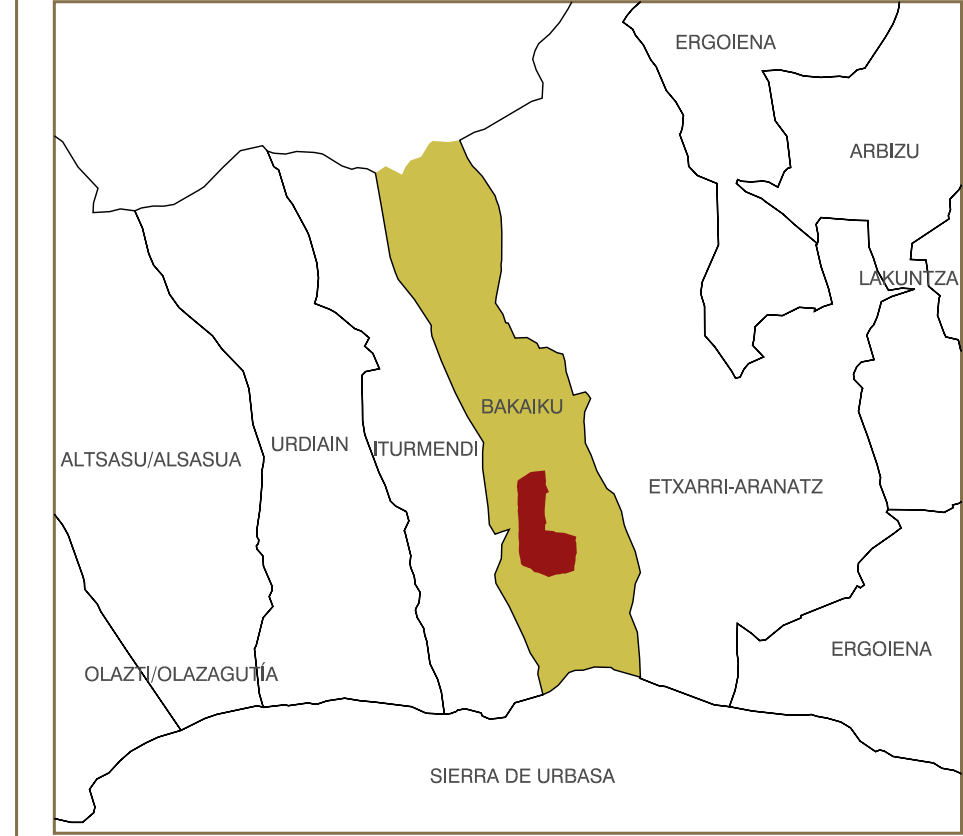 ERGOIENA
ARBIZU
LAKUNTZA
BAKAIKU
URDIAIN
ITURMENDI
ALTSASU/ALSASUA
ETXARRI-ARANATZ
ERGOIENA
OLAZTI/OLAZAGUTÍA
SIERRA DE URBASA